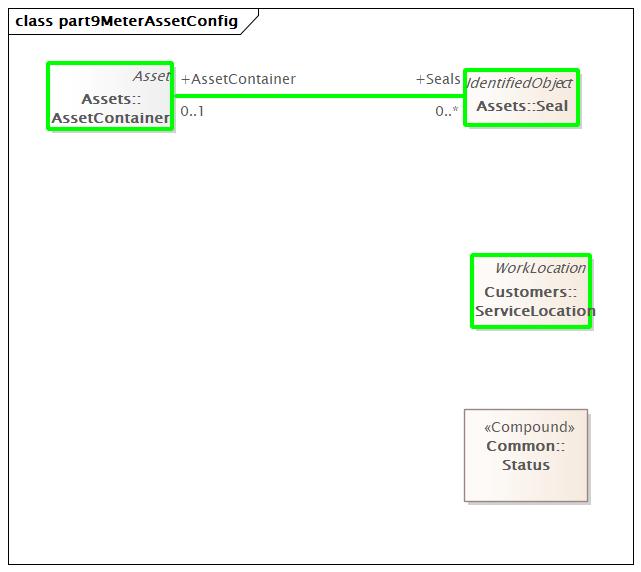 class part9MeterAssetConfig
Asset
Assets::
AssetContainer
+AssetContainer
0..1
+Seals
0..*
IdentifiedObject
Assets::Seal
WorkLocation
Customers::
ServiceLocation
«Compound»
Common::
Status